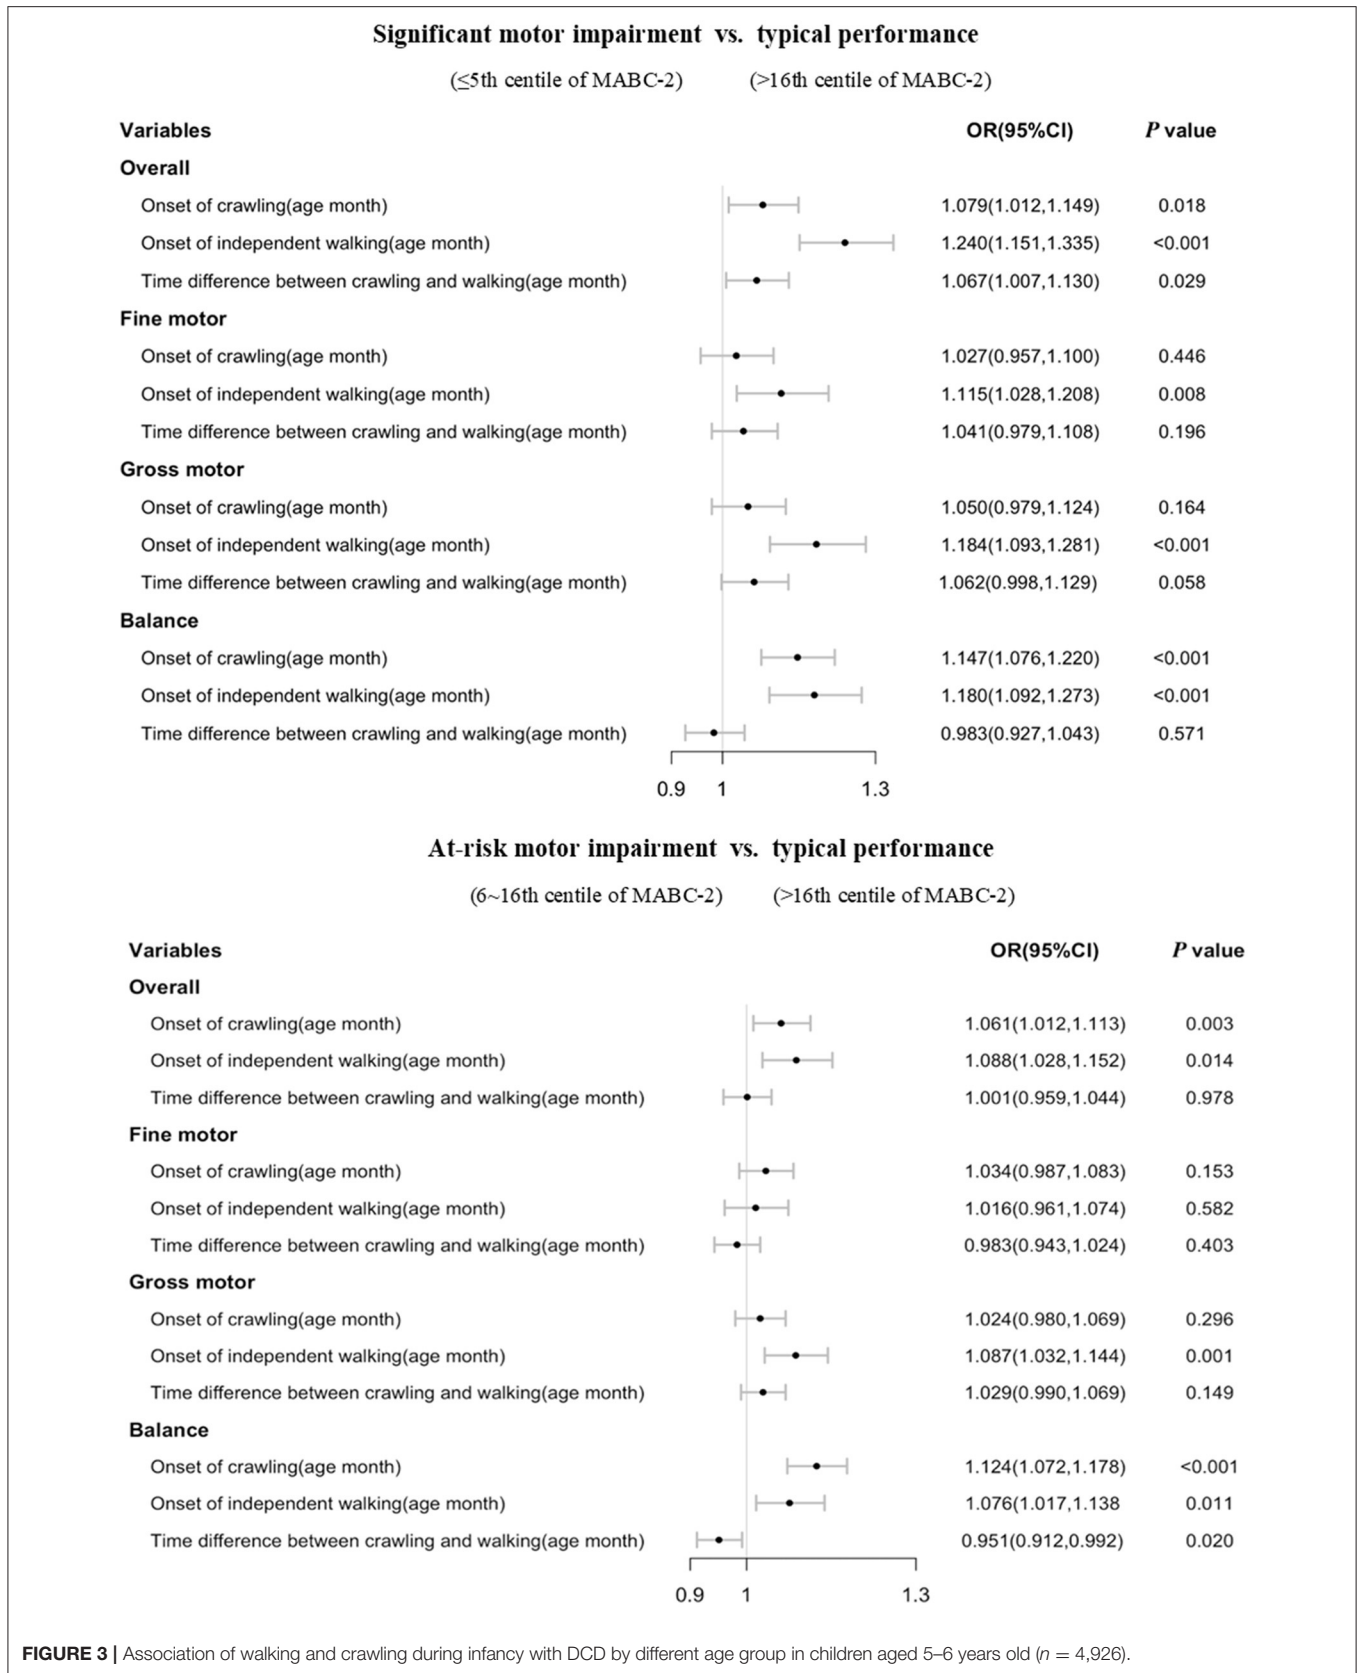 Significant motor impairment vs. typical performance
(≤5th centile of MABC-2) (>16th centile of MABC-2)
Variables OR(95%CI) P value
Overall
Onset of crawling(age month) 1.079(1.012,1.149) 0.018
Onset of independent walking(age month) 1.240(1.151,1.335) <0.001
Time difference between crawling and walking(age month) 1.067(1.007,1.130) 0.029
Fine motor
Onset of crawling(age month) 1.027(0.957,1.100) 0.446
Onset of independent walking(age month) 1.115(1.028,1.208) 0.008
Time difference between crawling and walking(age month) 1.041(0.979,1.108) 0.196
Gross motor
Onset of crawling(age month) 1.050(0.979,1.124) 0.164
Onset of independent walking(age month) 1.184(1.093,1.281) <0.001
Time difference between crawling and walking(age month) 1.062(0.998,1.129) 0.058
Balance
Onset of crawling(age month) 1.147(1.076,1.220) <0.001
Onset of independent walking(age month) 1.180(1.092,1.273) <0.001
Time difference between crawling and walking(age month) 0.983(0.927,1.043) 0.571
0.9 1 1.3
At-risk motor impairment vs. typical performance
(6~16th centile of MABC-2) (>16th centile of MABC-2)
Variables OR(95%CI) P value
Overall
Onset of crawling(age month) 1.061(1.012,1.113) 0.003
Onset of independent walking(age month) 1.088(1.028,1.152) 0.014
Time difference between crawling and walking(age month) 1.001(0.959,1.044) 0.978
Fine motor
Onset of crawling(age month) 1.034(0.987,1.083) 0.153
Onset of independent walking(age month) 1.016(0.961,1.074) 0.582
Time difference between crawling and walking(age month) 0.983(0.943,1.024) 0.403
Gross motor
Onset of crawling(age month) 1.024(0.980,1.069) 0.296
Onset of independent walking(age month) 1.087(1.032,1.144) 0.001
Time difference between crawling and walking(age month) 1.029(0.990,1.069) 0.149
Balance
Onset of crawling(age month) 1.124(1.072,1.178) <0.001
Onset of independent walking(age month) 1.076(1.017,1.138 0.011
Time difference between crawling and walking(age month) 0.951(0.912,0.992) 0.020
0.9 1 1.3
FIGURE 3 | Association of walking and crawling during infancy with DCD by different age group in children aged 5–6 years old (n = 4,926).